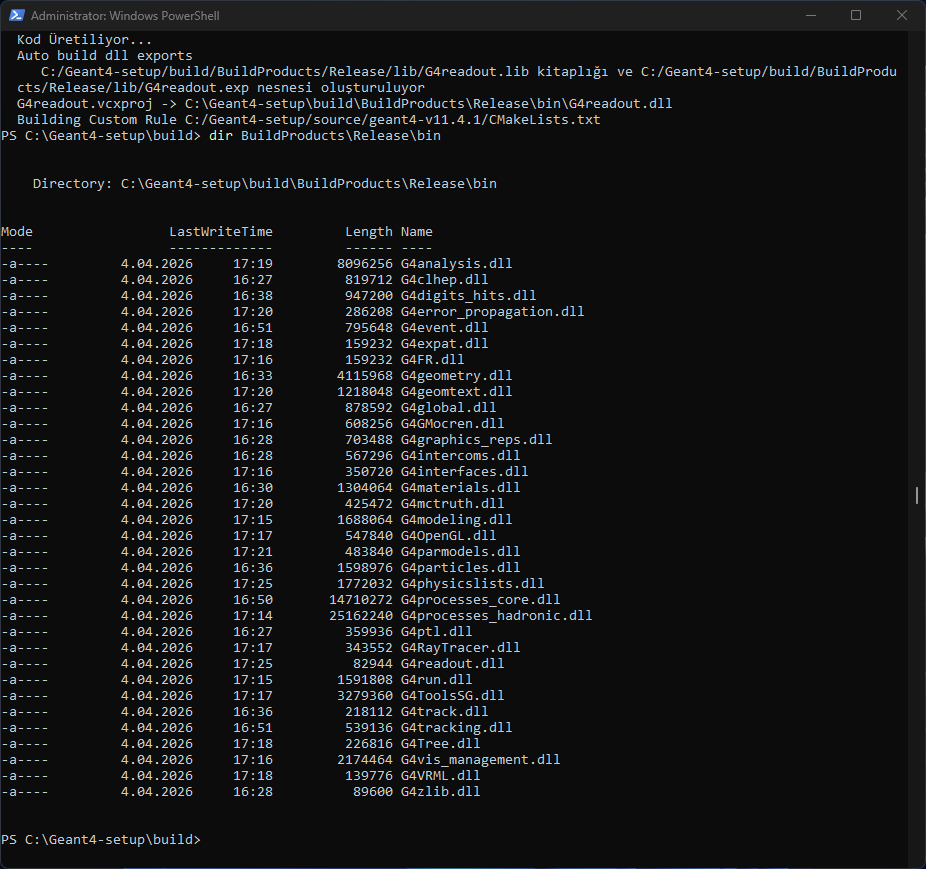 Administrator: Windows PowerShell
Kod Üretiliyor...
Auto build dll exports
C:/Geant4-setup/build/BuildProducts/Release/lib/G4readout.lib kitaplığı ve C:/Geant4-setup/build/BuildProdu
cts/Release/lib/G4readout.exp nesnesi oluşturuluyor
G4readout.vcxproj -> C:\Geant4-setup\build\BuildProducts\Release\bin\G4readout.dll
Building Custom Rule C:/Geant4-setup/source/geant4-v11.4.1/CMakeLists.txt
PS C:\Geant4-setup\build> dir BuildProducts\Release\bin
Directory: C:\Geant4-setup\build\BuildProducts\Release\bin
Mode LastWriteTime Length Name
---- ------------- ------ ----
-a---- 4.04.2026 17:19 8096256 G4analysis.dll
-a---- 4.04.2026 16:27 819712 G4clhep.dll
-a---- 4.04.2026 16:38 947200 G4digits_hits.dll
-a---- 4.04.2026 17:20 286208 G4error_propagation.dll
-a---- 4.04.2026 16:51 795648 G4event.dll
-a---- 4.04.2026 17:18 159232 G4expat.dll
-a---- 4.04.2026 17:16 159232 G4FR.dll
-a---- 4.04.2026 16:33 4115968 G4geometry.dll
-a---- 4.04.2026 17:20 1218048 G4geomtext.dll
-a---- 4.04.2026 16:27 878592 G4global.dll
-a---- 4.04.2026 17:16 608256 G4GMocren.dll
-a---- 4.04.2026 16:28 703488 G4graphics_reps.dll
-a---- 4.04.2026 16:28 567296 G4intercoms.dll
-a---- 4.04.2026 17:16 350720 G4interfaces.dll
-a---- 4.04.2026 16:30 1304064 G4materials.dll
-a---- 4.04.2026 17:20 425472 G4mctruth.dll
-a---- 4.04.2026 17:15 1688064 G4modeling.dll
-a---- 4.04.2026 17:17 547840 G4OpenGL.dll
-a---- 4.04.2026 17:21 483840 G4parmodels.dll
-a---- 4.04.2026 16:36 1598976 G4particles.dll
-a---- 4.04.2026 17:25 1772032 G4physicslists.dll
-a---- 4.04.2026 16:50 14710272 G4processes_core.dll
-a---- 4.04.2026 17:14 25162240 G4processes_hadronic.dll
-a---- 4.04.2026 16:27 359936 G4ptl.dll
-a---- 4.04.2026 17:17 343552 G4RayTracer.dll
-a---- 4.04.2026 17:25 82944 G4readout.dll
-a---- 4.04.2026 17:15 1591808 G4run.dll
-a---- 4.04.2026 17:17 3279360 G4ToolsSG.dll
-a---- 4.04.2026 16:36 218112 G4track.dll
-a---- 4.04.2026 16:51 539136 G4tracking.dll
-a---- 4.04.2026 17:18 226816 G4Tree.dll
-a---- 4.04.2026 17:16 2174464 G4vis_management.dll
-a---- 4.04.2026 17:18 139776 G4VRML.dll
-a---- 4.04.2026 16:28 89600 G4zlib.dll
PS C:\Geant4-setup\build>